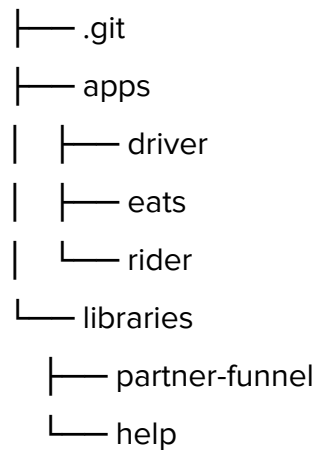 ├── .git
├── apps
│   ├── driver
│   ├── eats
│   └── rider
└── libraries
    ├── partner-funnel
    └── help